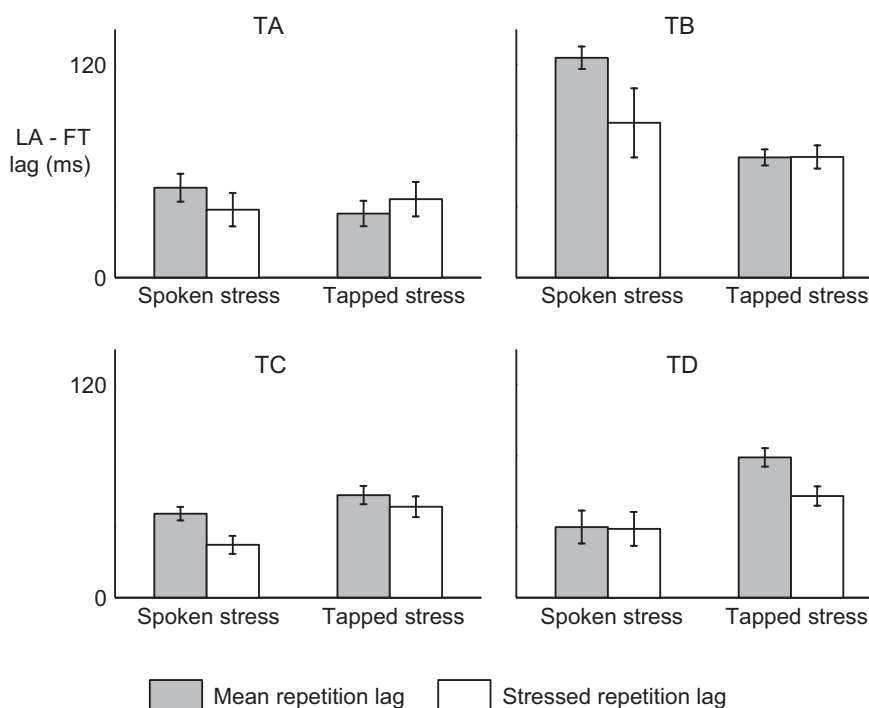 TA
TB
120
LA - FT
lag (ms)
0
Spoken stress
Tapped stress
Spoken stress
Tapped stress
TC
TD
120
0
Spoken stress
Tapped stress
Spoken stress
Tapped stress
Mean repetition lag
Stressed repetition lag